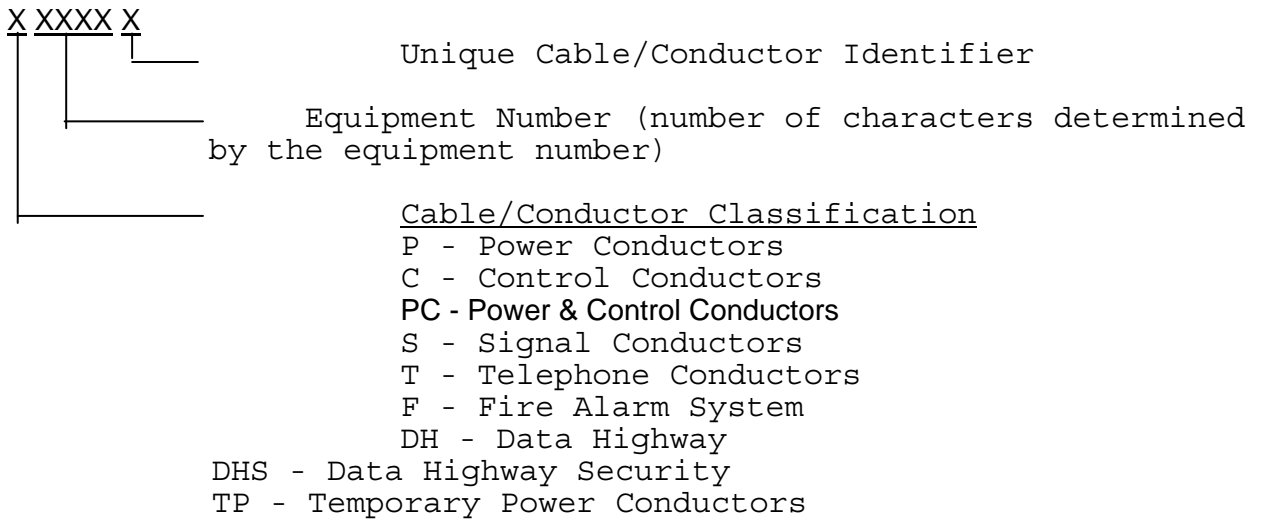 X XXXX X
Unique Cable/Conductor Identifier
Equipment Number (number of characters determined
by the equipment number)
Cable/Conductor Classification
P - Power Conductors
C - Control Conductors
PC - Power & Control Conductors
S - Signal Conductors
T - Telephone Conductors
F - Fire Alarm System
DH - Data Highway
DHS - Data Highway Security
TP - Temporary Power Conductors